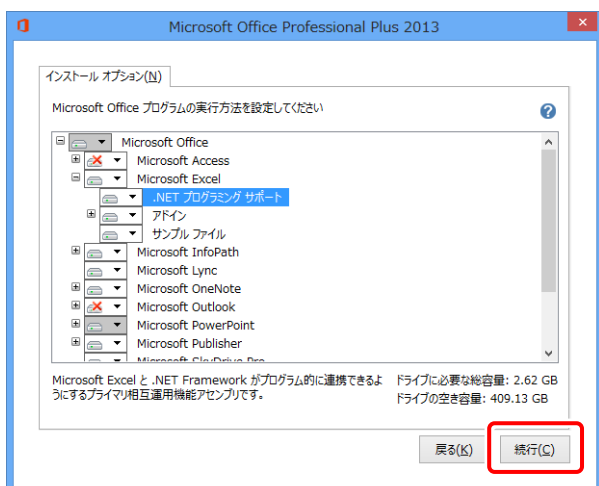 Microsoft Office Professional Plus 2013
インストール オプション(N)
Microsoft Office プログラムの実行方法を設定してください
Microsoft Office
Microsoft Access
Microsoft Excel
.NET プログラミング サポート
アドイン
サンプル ファイル
Microsoft InfoPath
Microsoft Lync
Microsoft OneNote
Microsoft Outlook
Microsoft PowerPoint
Microsoft Publisher
Microsoft SkyDrive Pro
Microsoft Excel と .NET Framework がプログラム的に連携できるよ
うにするプライマリ相互運用機能アセンブリです。
ドライブに必要な総容量: 2.62 GB
ドライブの空き容量: 409.13 GB
戻る(K)
続行(C)